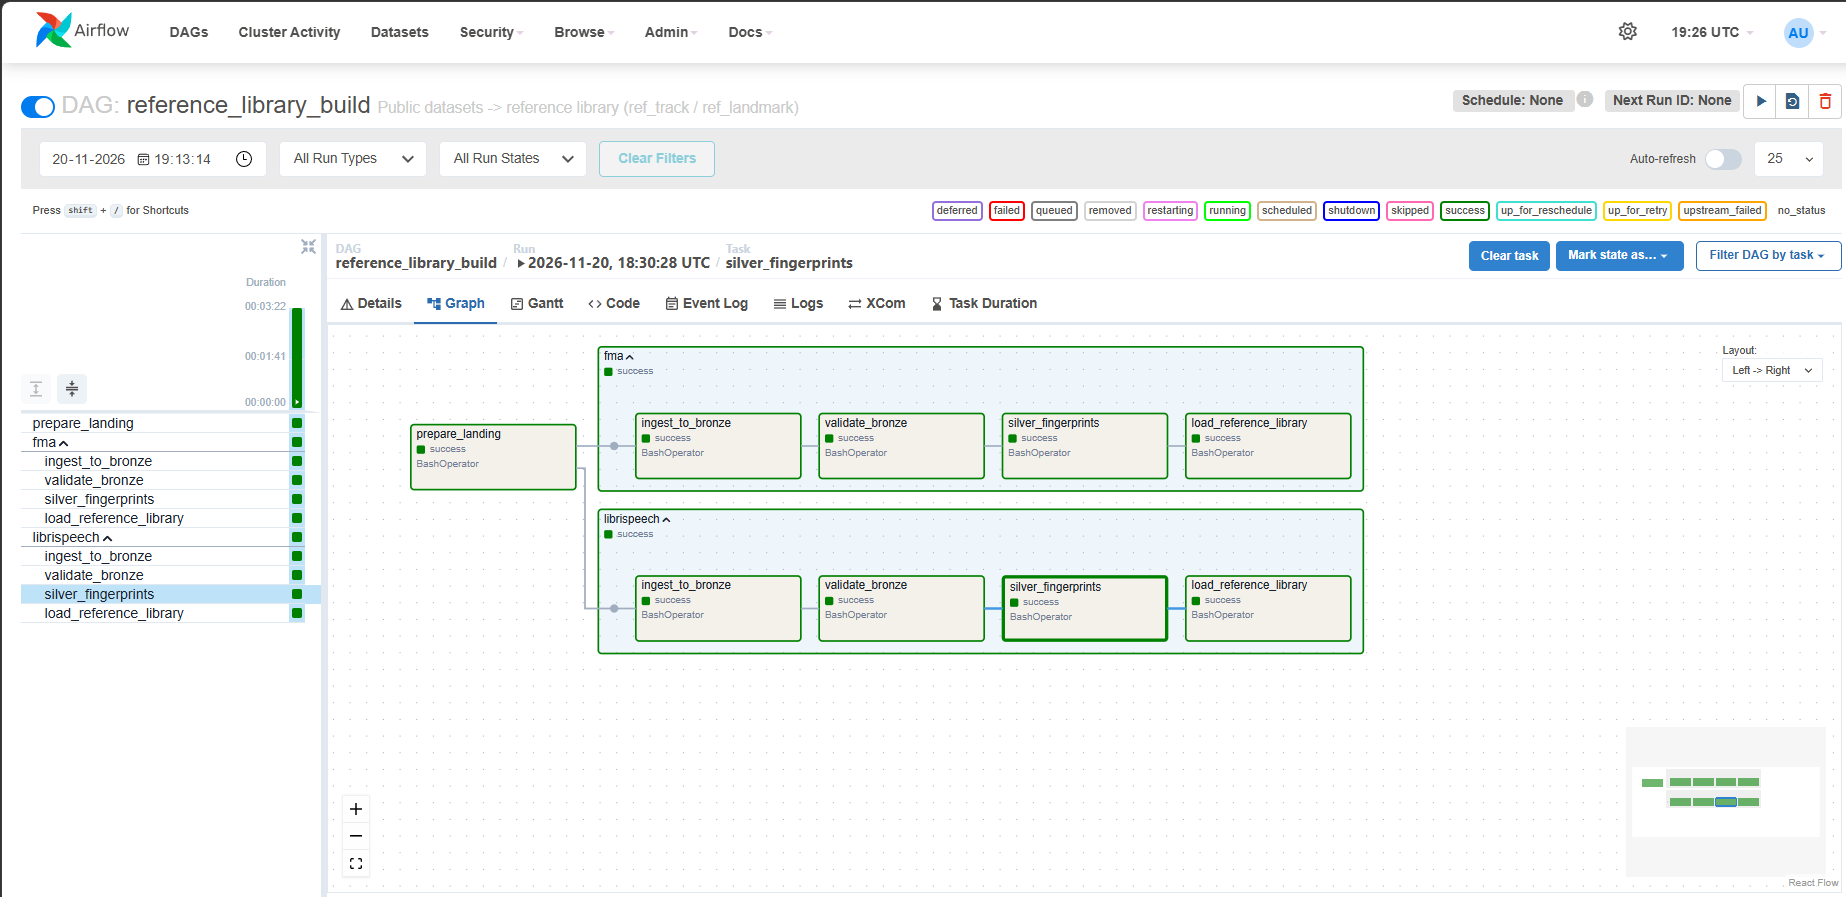 Airflow DAGs Cluster Activity Datasets Security Browse Admin Docs 19:26 UTC AU
DAG: reference_library_build Public datasets -> reference library (ref_track / ref_landmark) Schedule: None i Next Run ID: None
20-11-2026 19:13:14 All Run Types All Run States Clear Filters Auto-refresh 25
Press shift + / for Shortcuts deferred failed queued removed restarting running scheduled shutdown skipped success up_for_reschedule up_for_retry upstream_failed no_status
Duration
00:03:22
00:01:41
00:00:00
prepare_landing
fma
ingest_to_bronze
validate_bronze
silver_fingerprints
load_reference_library
librispeech
ingest_to_bronze
validate_bronze
silver_fingerprints
load_reference_library
DAG Run Task
reference_library_build / 2026-11-20, 18:30:28 UTC / silver_fingerprints
Clear task Mark state as... Filter DAG by task
Details Graph Gantt Code Event Log Logs XCom Task Duration
Layout:
Left -> Right
prepare_landing
success
BashOperator
fma
success
ingest_to_bronze
success
BashOperator
validate_bronze
success
BashOperator
silver_fingerprints
success
BashOperator
load_reference_library
success
BashOperator
librispeech
success
ingest_to_bronze
success
BashOperator
validate_bronze
success
BashOperator
silver_fingerprints
success
BashOperator
load_reference_library
success
BashOperator
React Flow